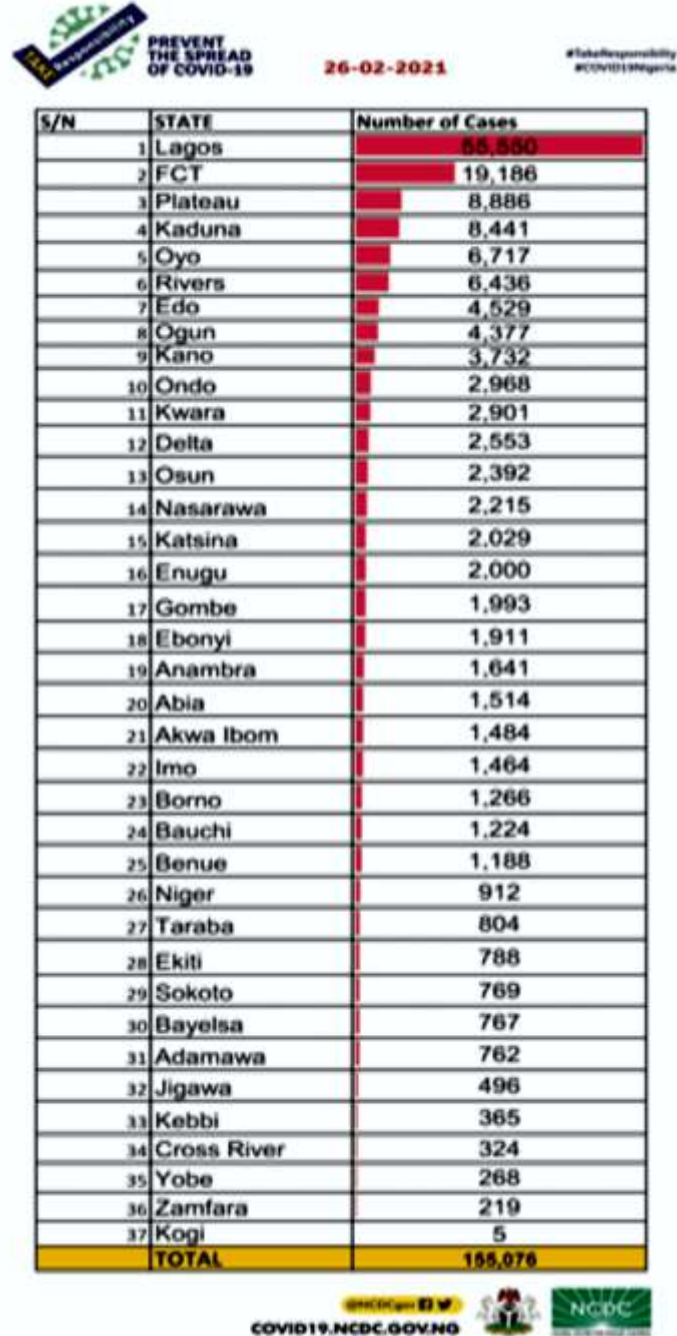 TAKE Responsibility
PREVENT
THE SPREAD
OF COVID-19
26-02-2021
#TakeResponsibility
#COVID19Nigeria
S/N STATE Number of Cases
1 Lagos 55,550
2 FCT 19,186
3 Plateau 8,886
4 Kaduna 8,441
5 Oyo 6,717
6 Rivers 6,436
7 Edo 4,529
8 Ogun 4,377
9 Kano 3,732
10 Ondo 2,968
11 Kwara 2,901
12 Delta 2,553
13 Osun 2,392
14 Nasarawa 2,215
15 Katsina 2,029
16 Enugu 2,000
17 Gombe 1,993
18 Ebonyi 1,911
19 Anambra 1,641
20 Abia 1,514
21 Akwa Ibom 1,484
22 Imo 1,464
23 Borno 1,266
24 Bauchi 1,224
25 Benue 1,188
26 Niger 912
27 Taraba 804
28 Ekiti 788
29 Sokoto 769
30 Bayelsa 767
31 Adamawa 762
32 Jigawa 496
33 Kebbi 365
34 Cross River 324
35 Yobe 268
36 Zamfara 219
37 Kogi 5
TOTAL 155,076
@NCDCgov
COVID19.NCDC.GOV.NG
NCDC